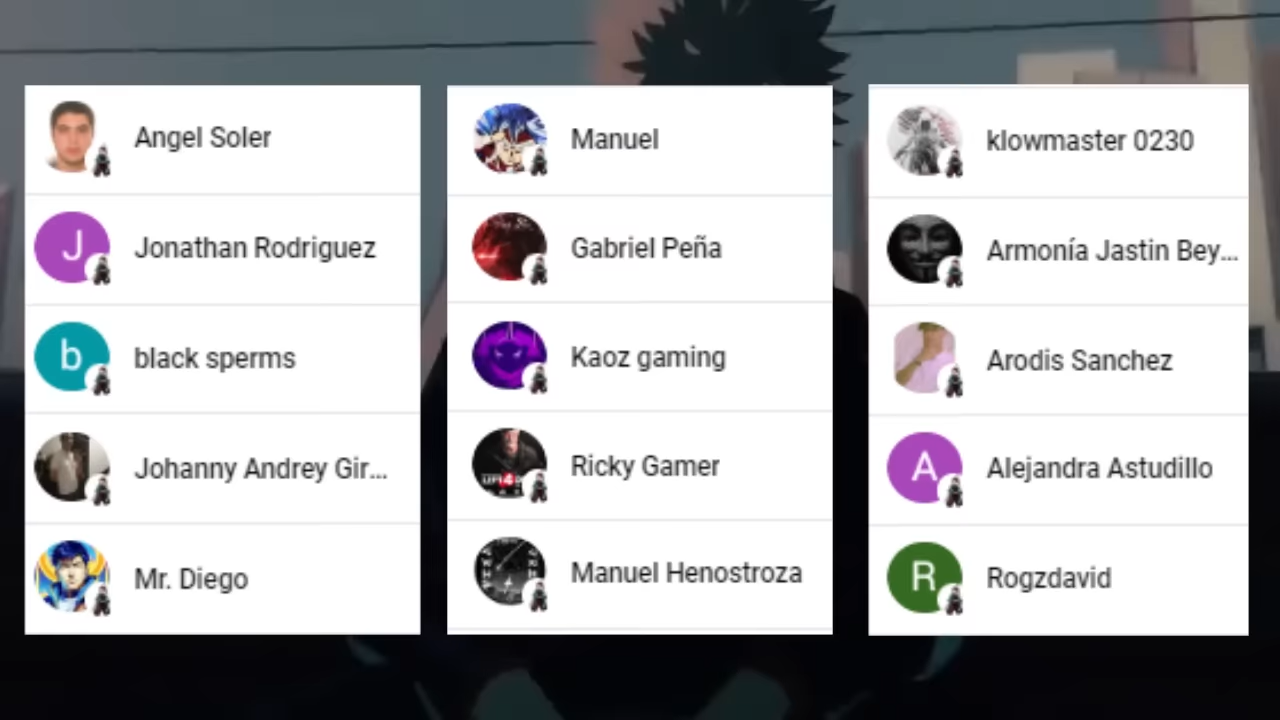 Angel Soler
J
Jonathan Rodriguez
b
black sperms
Johanny Andrey Gir...
Mr. Diego
Manuel
Gabriel Peña
Kaoz gaming
Ricky Gamer
Manuel Henostroza
klowmaster 0230
Armonía Jastin Bey...
Arodis Sanchez
A
Alejandra Astudillo
R
Rogzdavid